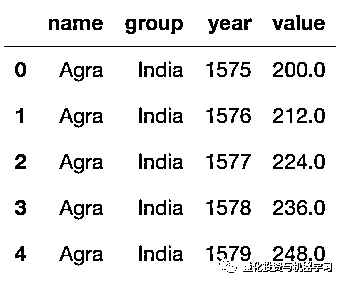 name group year value
0 Agra India 1575 200.0
1 Agra India 1576 212.0
2 Agra India 1577 224.0
3 Agra India 1578 236.0
4 Agra India 1579 248.0
量化投资与机器学习